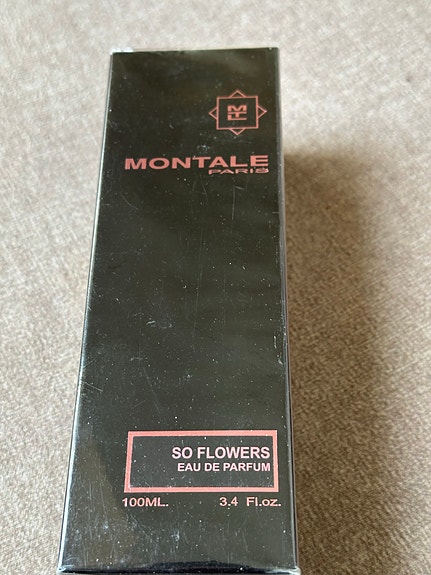 MONTALE
PARIS
SO FLOWERS
EAU DE PARFUM
100ML. 3.4 Fl.oz.